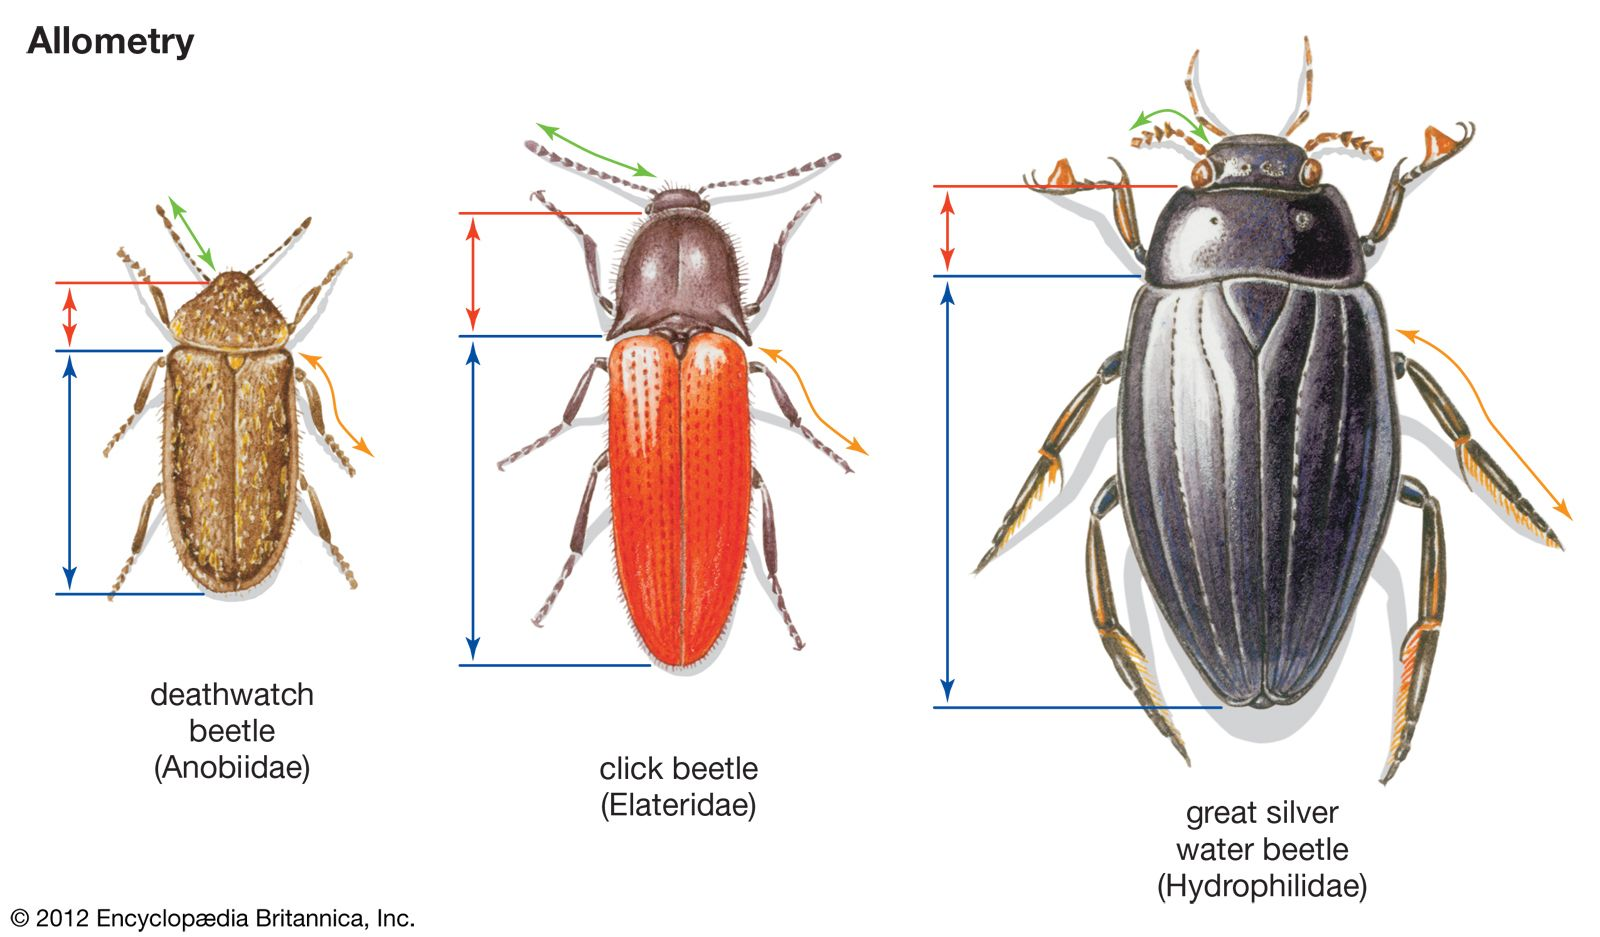 Allometry
deathwatch
beetle
(Anobiidae)
click beetle
(Elateridae)
great silver
water beetle
(Hydrophilidae)
© 2012 Encyclopædia Britannica, Inc.